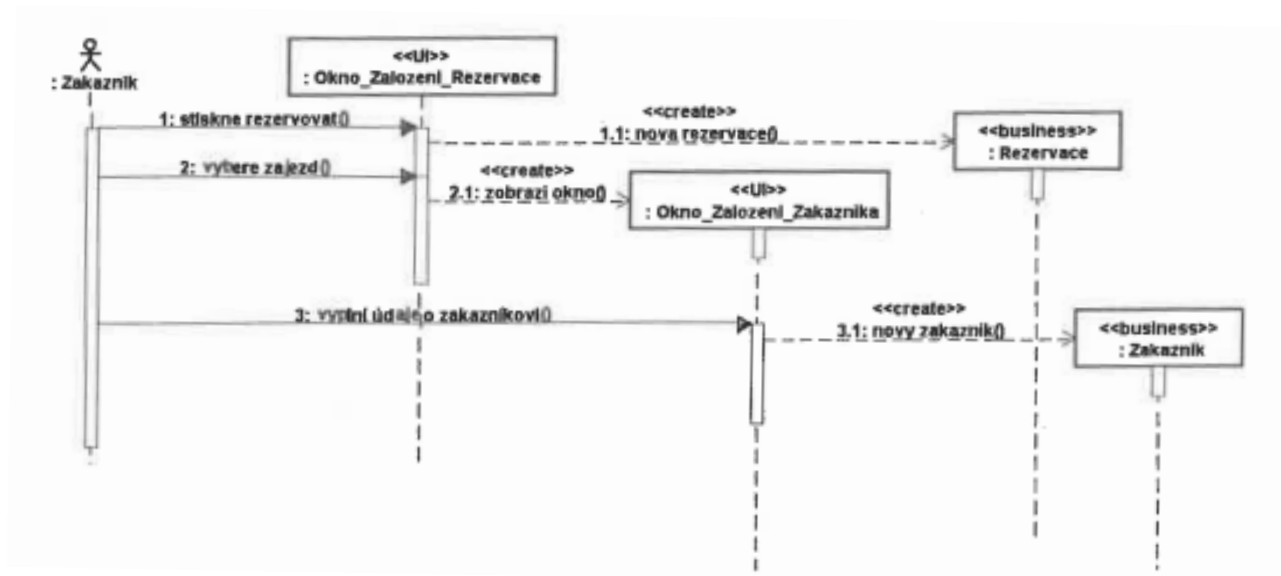 : Zakaznik
<<UI>>
: Okno_Zalozeni_Rezervace
1: stiskne rezervovat()
<<create>>
1.1: nova rezervace()
<<business>>
: Rezervace
2: vybere zajezd()
<<create>>
2.1: zobrazi okno()
<<UI>>
: Okno_Zalozeni_Zakaznika
3: vyplní údaje o zakazníkovi()
<<create>>
3.1: novy zakaznik()
<<business>>
: Zakaznik